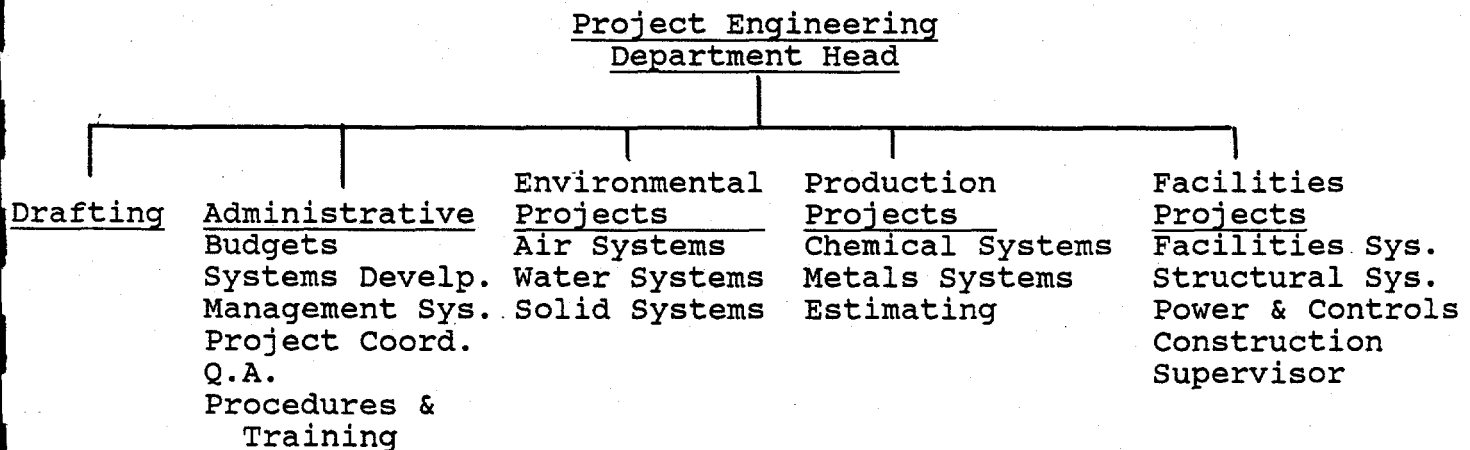 Project Engineering
Department Head
Drafting
Administrative
Budgets
Systems Develp.
Management Sys.
Project Coord.
Q.A.
Procedures &
Training
Environmental
Projects
Air Systems
Water Systems
Solid Systems
Production
Projects
Chemical Systems
Metals Systems
Estimating
Facilities
Projects
Facilities Sys.
Structural Sys.
Power & Controls
Construction
Supervisor